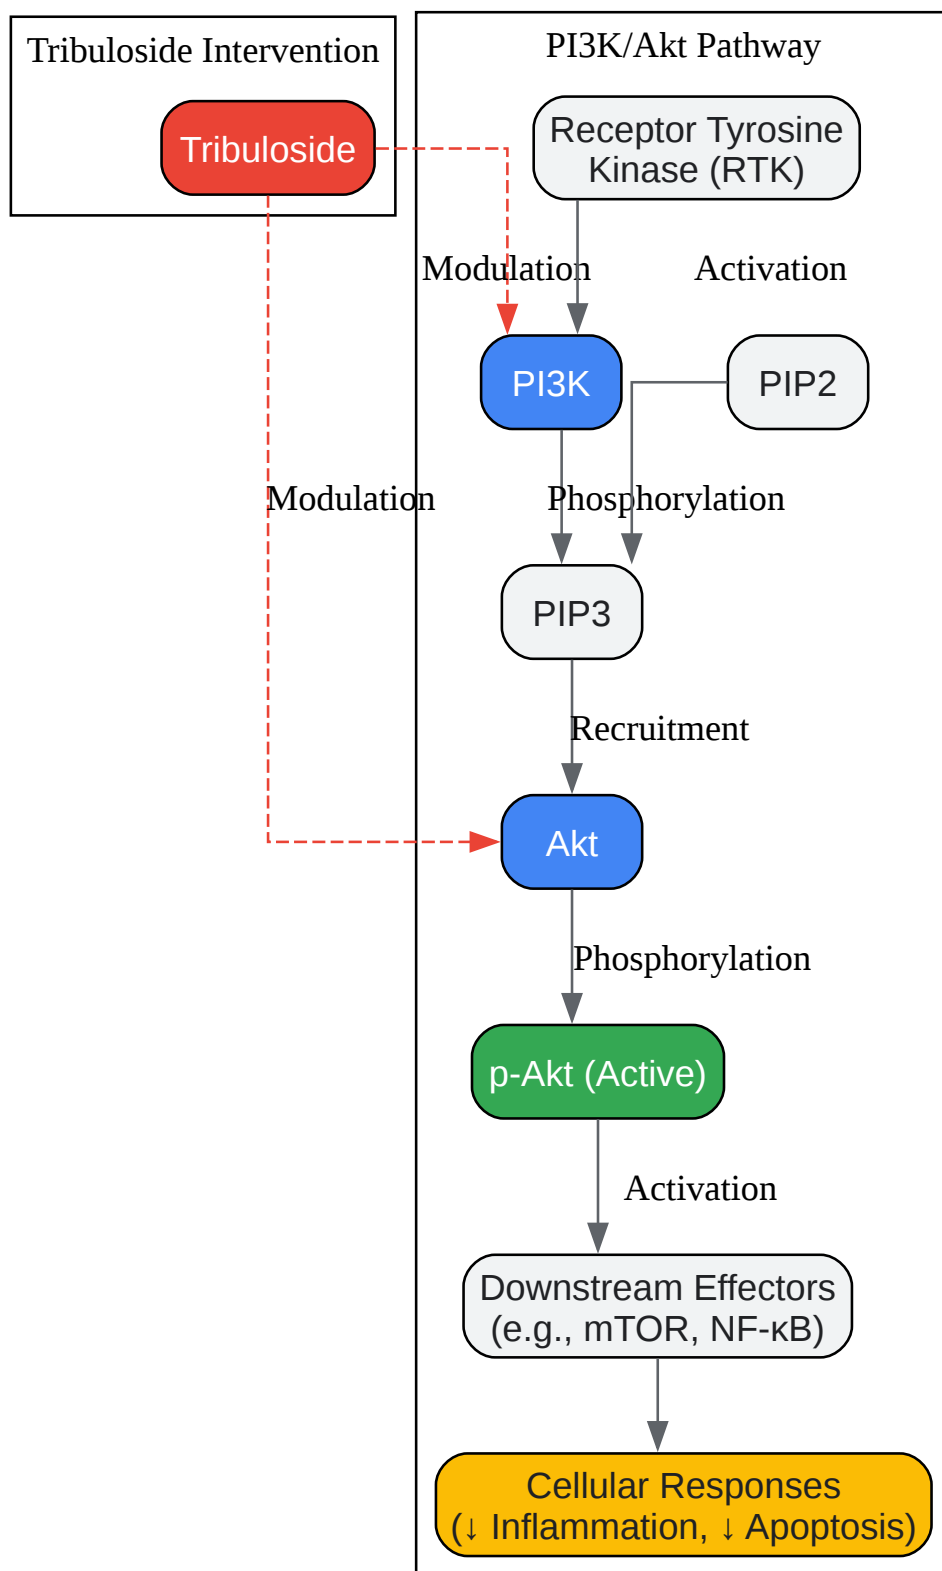 Tribuloside Intervention
PI3K/Akt Pathway
Tribuloside
Receptor Tyrosine
Kinase (RTK)
Modulation
Activation
PI3K
PIP2
Modulation
Phosphorylation
PIP3
Recruitment
Akt
Phosphorylation
p-Akt (Active)
Activation
Downstream Effectors
(e.g., mTOR, NF-κB)
Cellular Responses
(↓ Inflammation, ↓ Apoptosis)